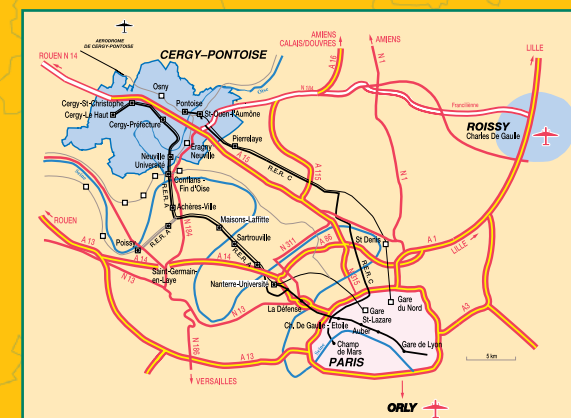 AERODROME
DE CERGY-PONTOISE
CERGY–PONTOISE
AMIENS
CALAIS/DOUVRES
AMIENS
LILLE
ROUEN N 14
A 16
N 1
Osny
Oise
N 184
Cergy-St-Christophe
Pontoise
Cergy-Le Haut
St-Ouen-l'Aumône
Francilienne
Cergy-Préfecture
ROISSY
Charles De Gaulle
Eragny
Neuville
Pierrelaye
A 15
A 115
Neuville
Université
R.E.R. C
N 1
Conflans -
Fin d'Oise
R.E.R. A
Achères-Ville
N 184
Maisons-Laffitte
ROUEN
R.E.R. A
Sartrouville
N 311
A 86
St Denis
A 1
LILLE
A 13
Poissy
R.E.R. A
R.E.R. C
A 14
A 14
N 13
Saint-Germain-
en-Laye
Nanterre-Université
N 315
Gare
du Nord
La Défense
Gare
St-Lazare
A 3
N 13
Ch. De Gaulle - Etoile
Auber
N 186
Seine
Champ
de Mars
Gare de Lyon
A 13
PARIS
5 km
VERSAILLES
ORLY